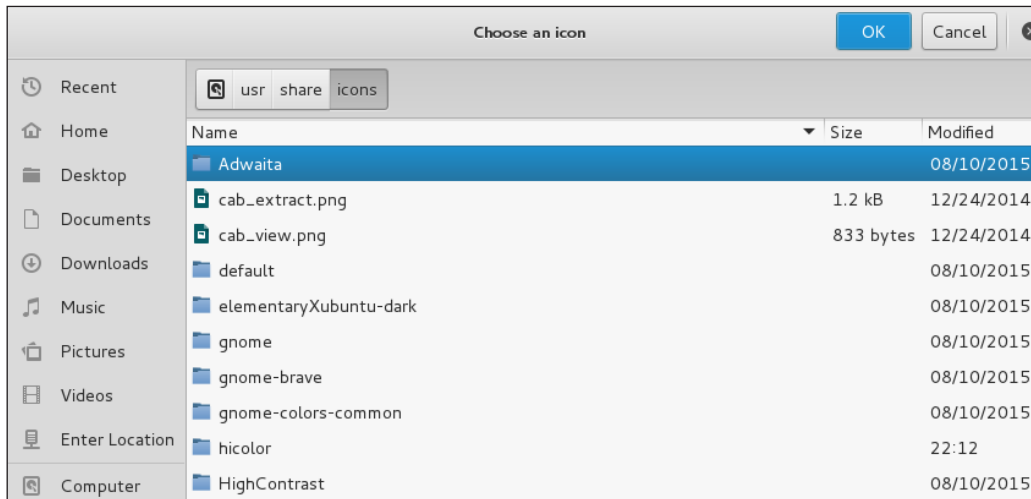 Choose an icon OK Cancel
Recent
Home
Desktop
Documents
Downloads
Music
Pictures
Videos
Enter Location
Computer
usr share icons
Name Size Modified
Adwaita 08/10/2015
cab_extract.png 1.2 kB 12/24/2014
cab_view.png 833 bytes 12/24/2014
default 08/10/2015
elementaryXubuntu-dark 08/10/2015
gnome 08/10/2015
gnome-brave 08/10/2015
gnome-colors-common 08/10/2015
hicolor 22:12
HighContrast 08/10/2015